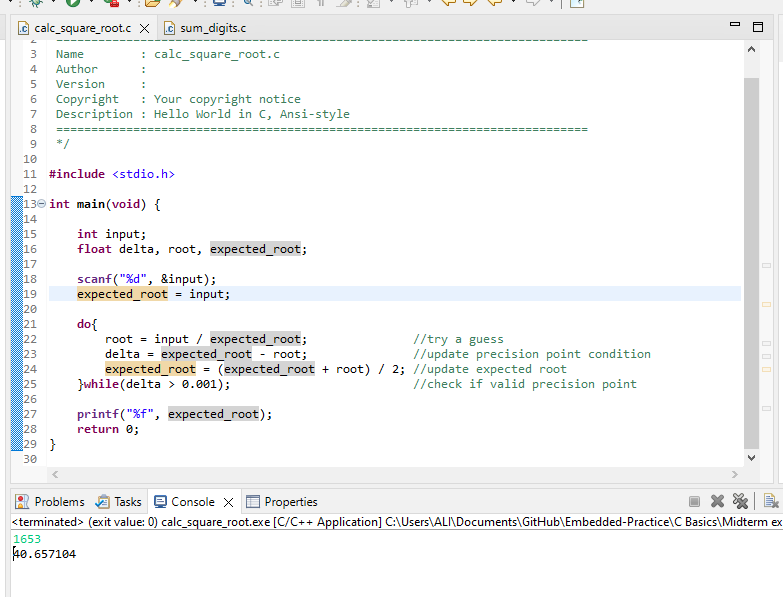 calc_square_root.c sum_digits.c
2 ============================================================================
3 Name : calc_square_root.c
4 Author :
5 Version :
6 Copyright : Your copyright notice
7 Description : Hello World in C, Ansi-style
8 ============================================================================
9 */
10
11 #include <stdio.h>
12
13 int main(void) {
14
15 int input;
16 float delta, root, expected_root;
17
18 scanf("%d", &input);
19 expected_root = input;
20
21 do{
22 root = input / expected_root; //try a guess
23 delta = expected_root - root; //update precision point condition
24 expected_root = (expected_root + root) / 2; //update expected root
25 }while(delta > 0.001); //check if valid precision point
26
27 printf("%f", expected_root);
28 return 0;
29 }
30
Problems Tasks Console Properties
<terminated> (exit value: 0) calc_square_root.exe [C/C++ Application] C:\Users\ALI\Documents\GitHub\Embedded-Practice\C Basics\Midterm ex
1653
40.657104